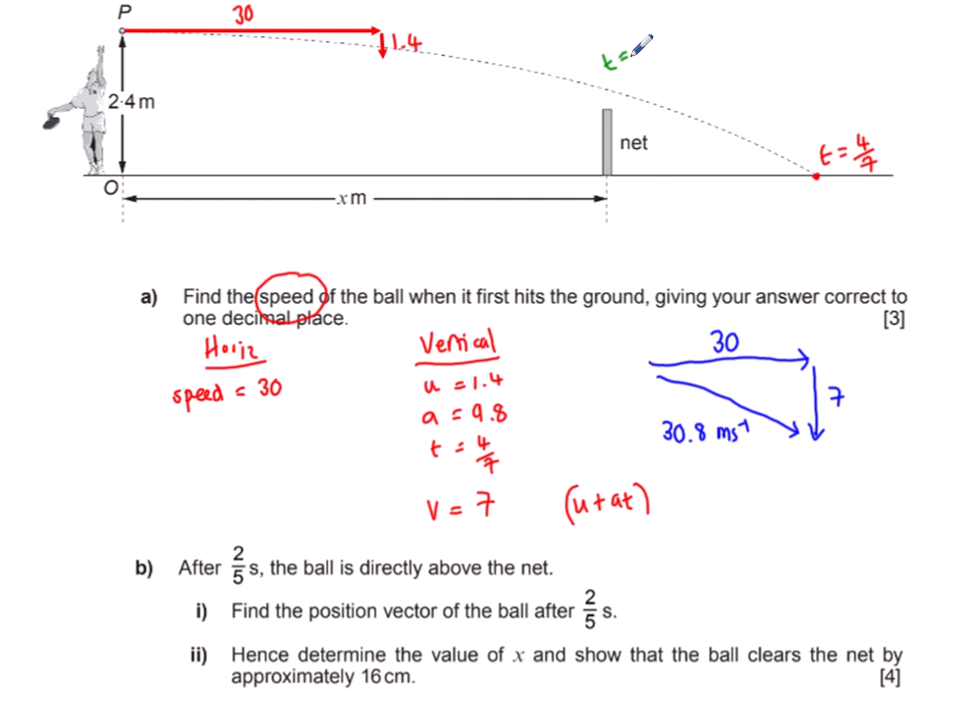 P
30
1.4
t =
2·4 m
net
t = 4/7
O
x m
a) Find the speed of the ball when it first hits the ground, giving your answer correct to
one decimal place. [3]
Horiz
speed = 30
Vertical
u = 1.4
a = 9.8
t = 4/7
v = 7 (u + at)
30
7
30.8 ms⁻¹
b) After 2/5 s, the ball is directly above the net.
i) Find the position vector of the ball after 2/5 s.
ii) Hence determine the value of x and show that the ball clears the net by
approximately 16 cm. [4]